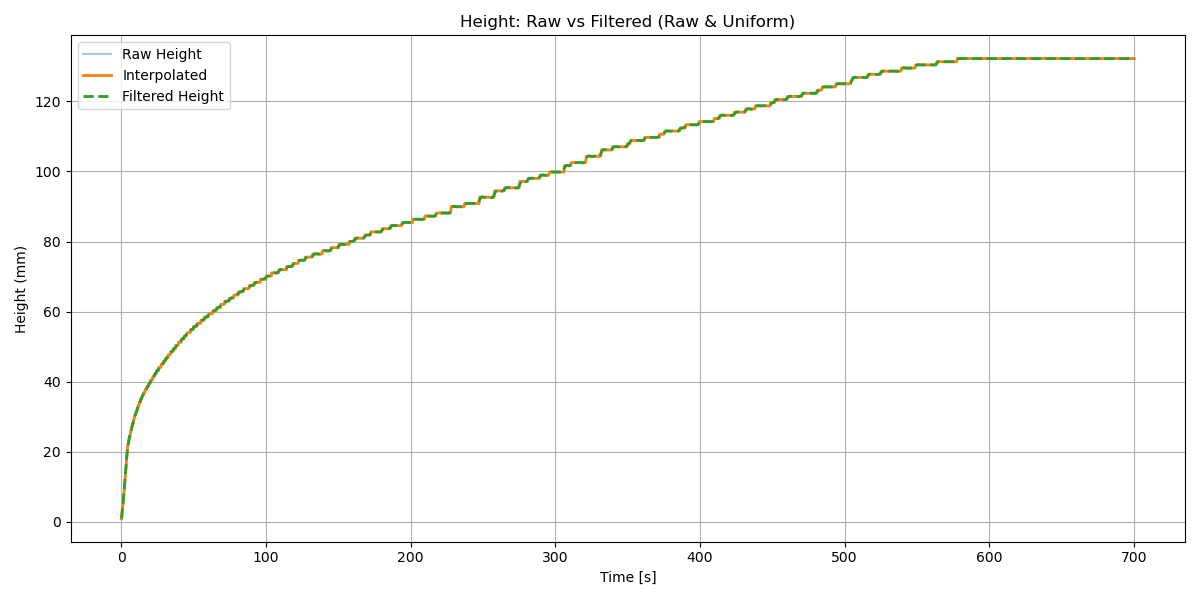 Height: Raw vs Filtered (Raw & Uniform)
Raw Height
Interpolated
Filtered Height
Height (mm)
120
100
80
60
40
20
0
0 100 200 300 400 500 600 700
Time [s]